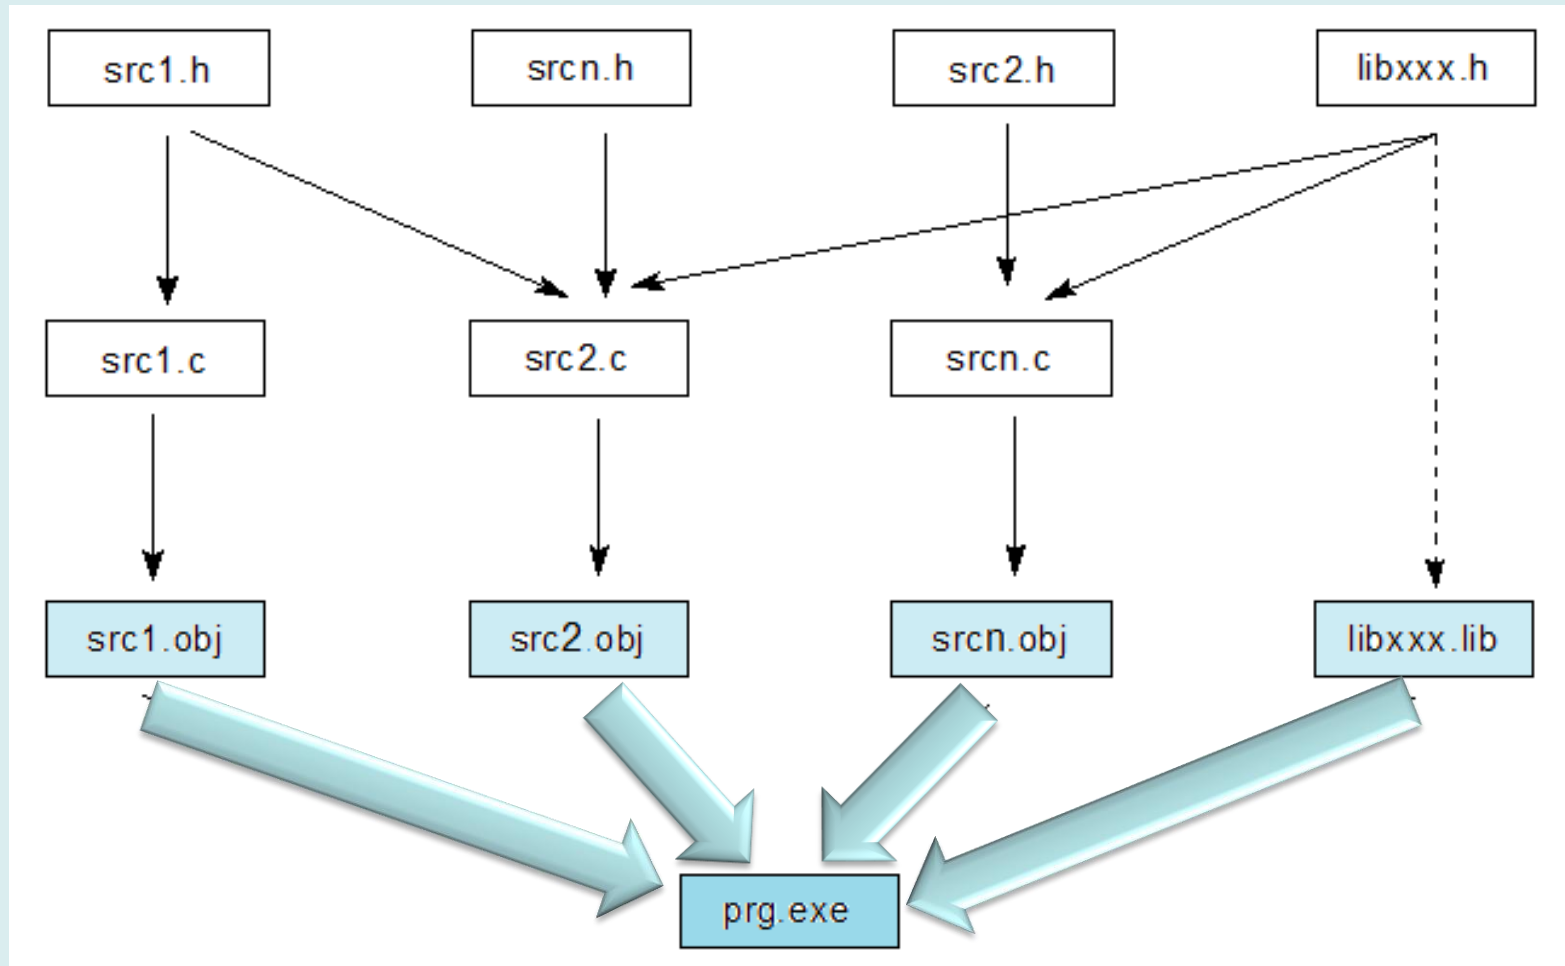 src1.h
srcn.h
src2.h
libxxx.h
src1.c
src2.c
srcn.c
src1.obj
src2.obj
srcn.obj
libxxx.lib
prg.exe